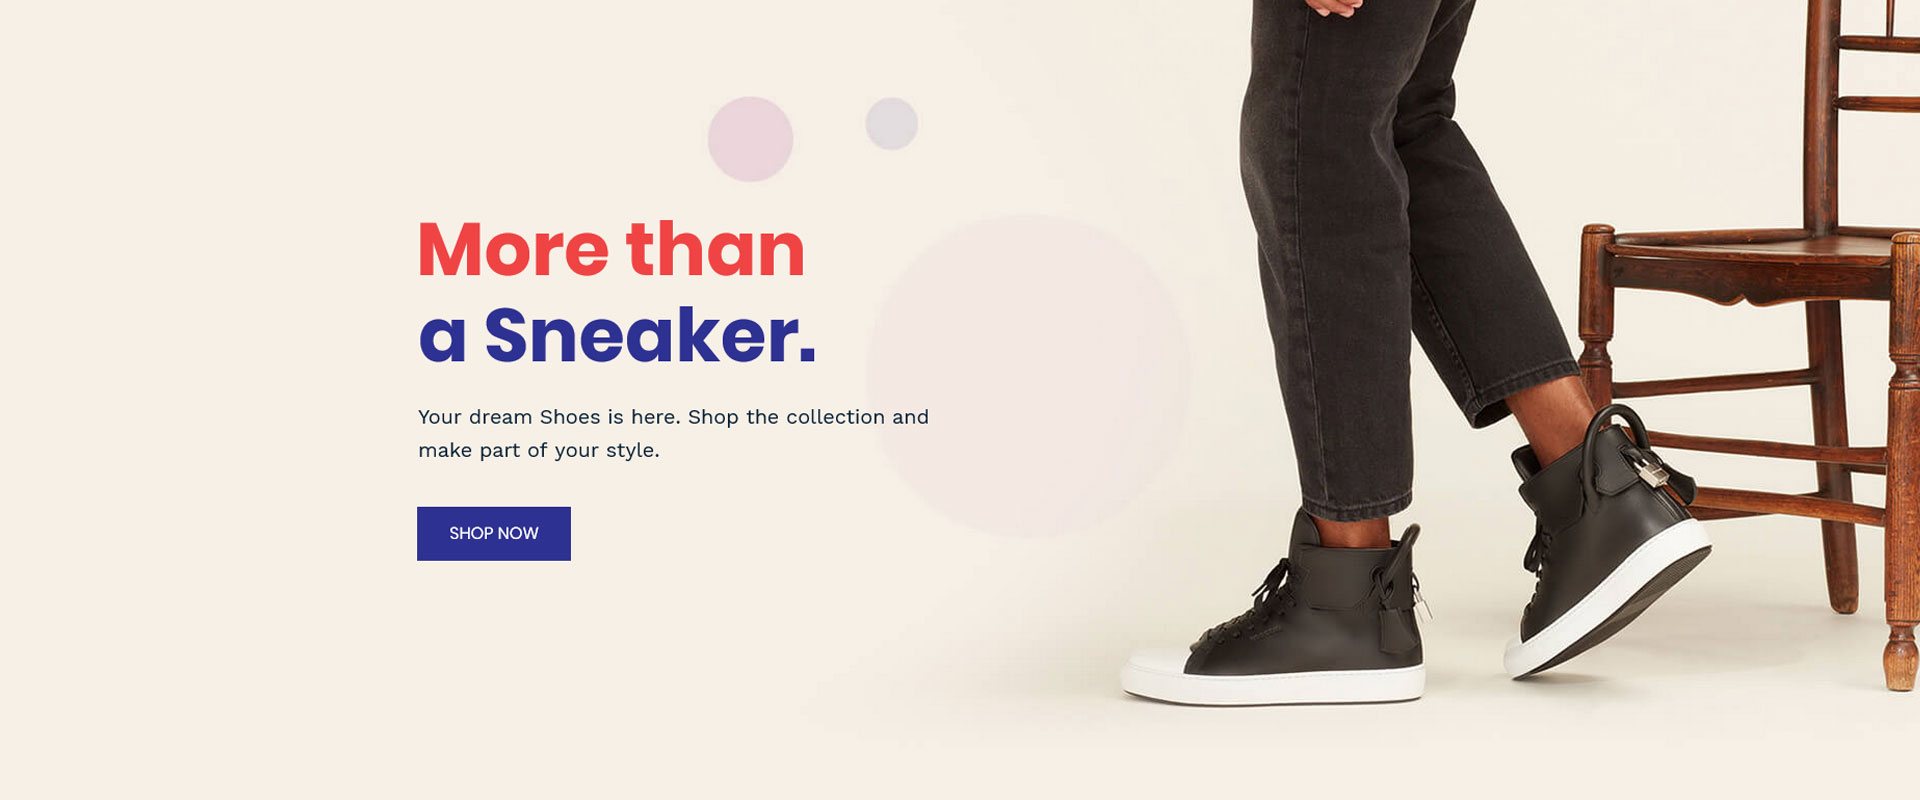 More than
a Sneaker.
Your dream Shoes is here. Shop the collection and
make part of your style.
SHOP NOW